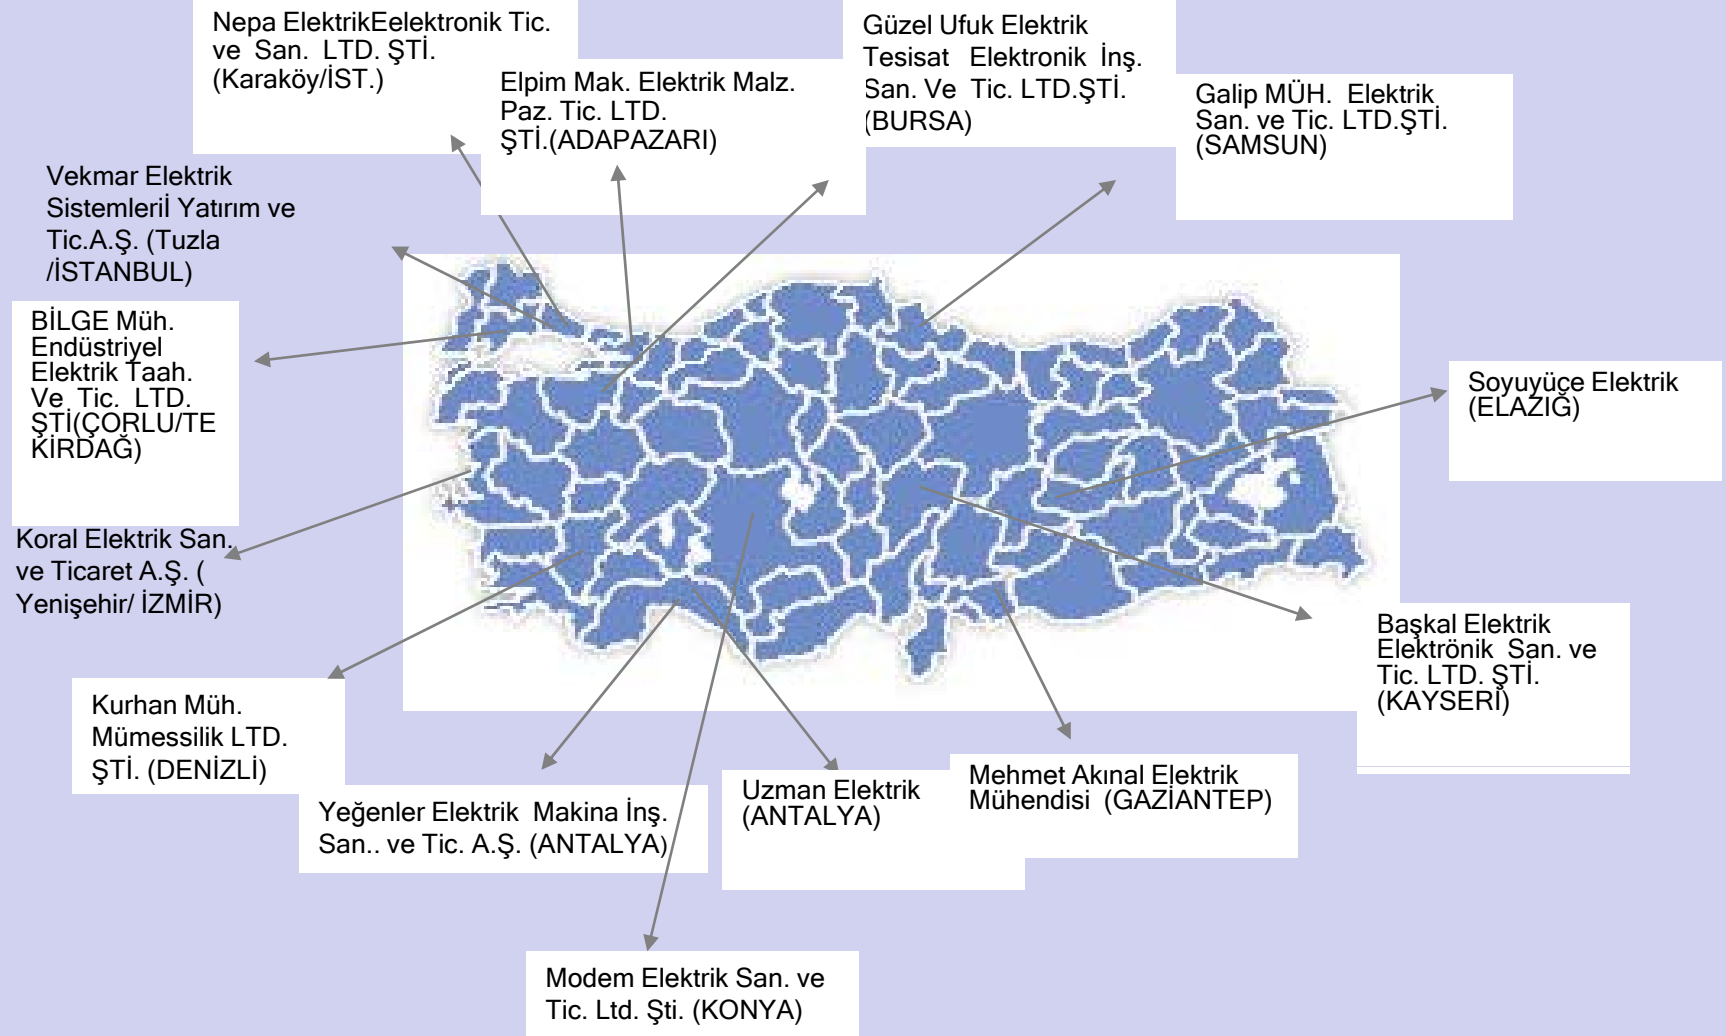 Nepa ElektrikEelektronik Tic.
ve San. LTD. ŞTİ.
(Karaköy/İST.)
Elpim Mak. Elektrik Malz.
Paz. Tic. LTD.
ŞTİ.(ADAPAZARI)
Güzel Ufuk Elektrik
Tesisat Elektronik İnş.
San. Ve Tic. LTD.ŞTİ.
(BURSA)
Galip MÜH. Elektrik
San. ve Tic. LTD.ŞTİ.
(SAMSUN)
Vekmar Elektrik
Sistemlerİİ Yatırım ve
Tic.A.Ş. (Tuzla
/İSTANBUL)
BİLGE Müh.
Endüstriyel
Elektrik Taah.
Ve Tic. LTD.
ŞTİ(ÇORLU/TE
KİRDAĞ)
Soyuyüçe Elektrik
(ELAZIĞ)
Koral Elektrik San.
ve Ticaret A.Ş. (
Yenişehir/ İZMİR)
Başkal Elektrik
Elektrönik San. ve
Tic. LTD. ŞTİ.
(KAYSERİ)
Kurhan Müh.
Mümessilik LTD.
ŞTİ. (DENİZLİ)
Yeğenler Elektrik Makina İnş.
San.. ve Tic. A.Ş. (ANTALYA)
Uzman Elektrik
(ANTALYA)
Mehmet Akınal Elektrik
Mühendisi (GAZİANTEP)
Modem Elektrik San. ve
Tic. Ltd. Şti. (KONYA)